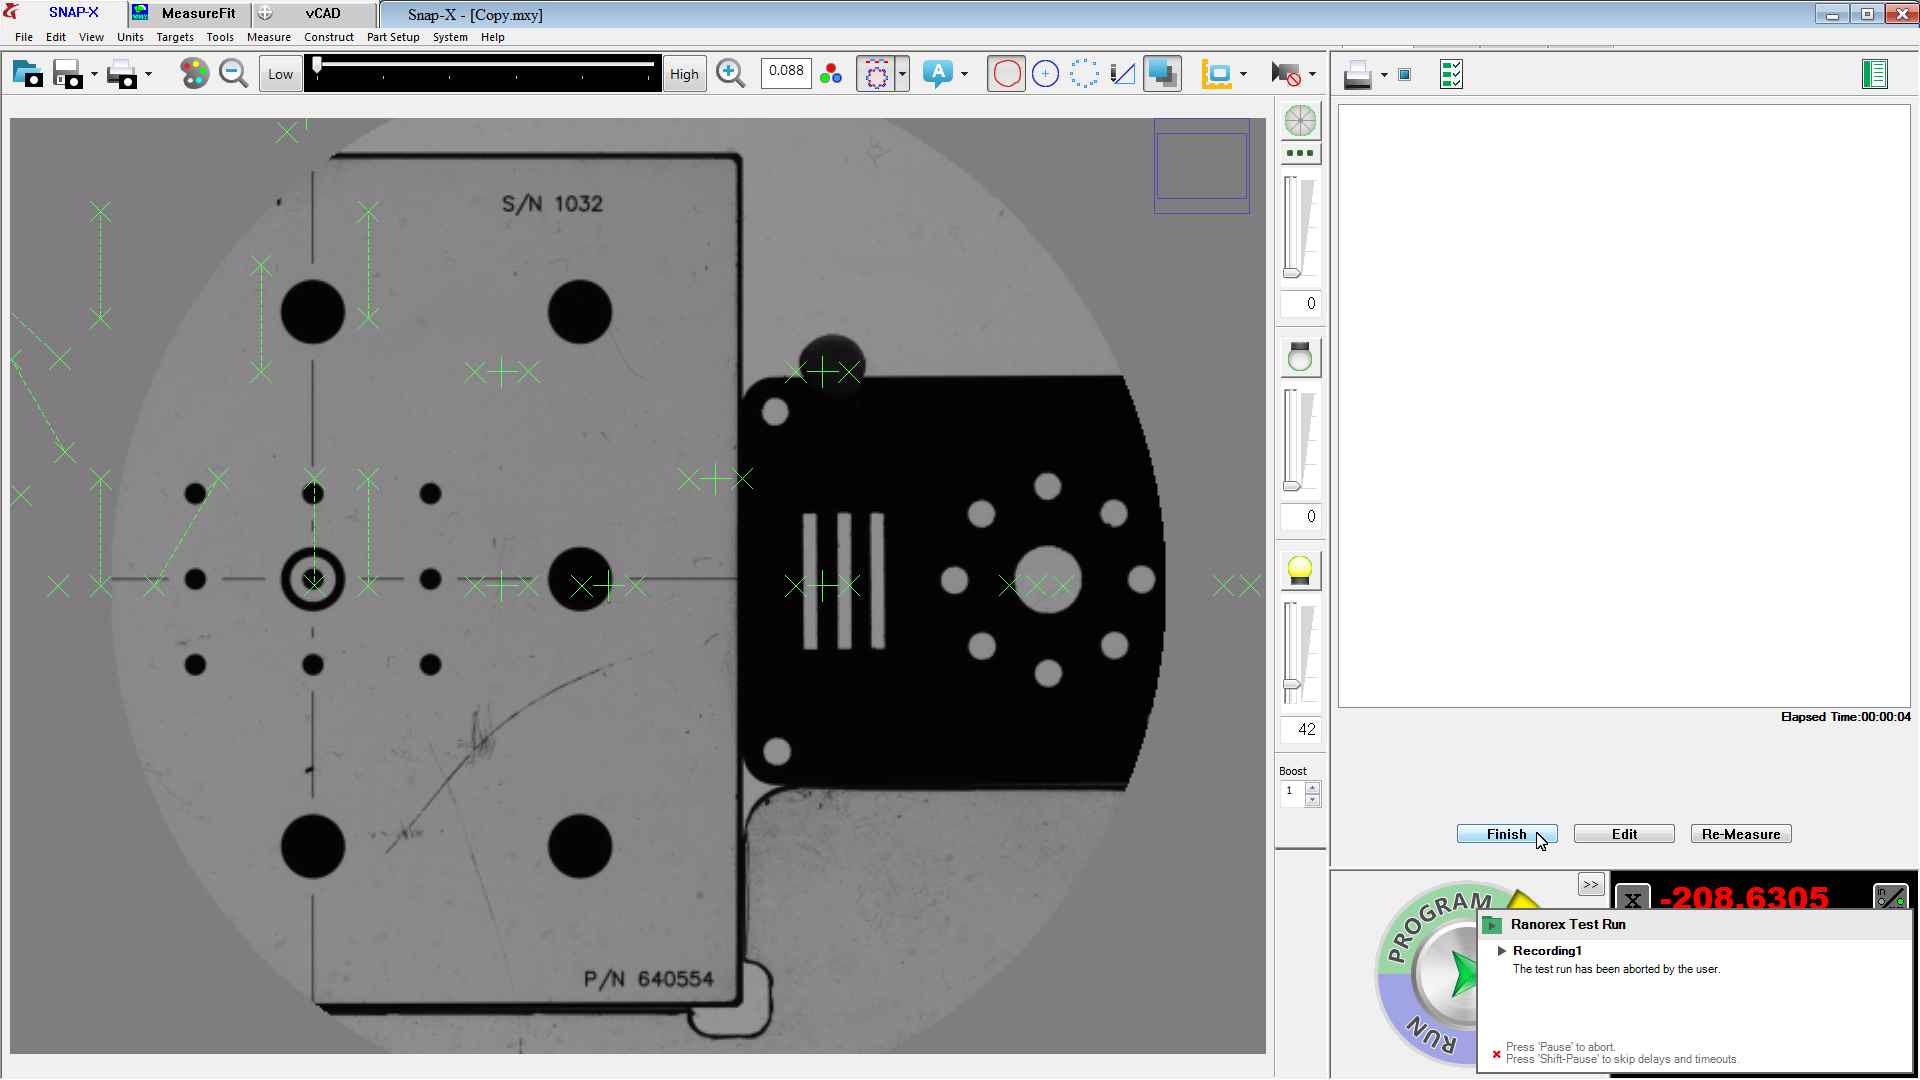 SNAP-X
MeasureFit
vCAD
Snap-X - [Copy.mxy]
File Edit View Units Targets Tools Measure Construct Part Setup System Help
Low
High
0.088
A
S/N 1032
0
0
42
Boost
1
P/N 640554
Elapsed Time:00:00:04
Finish
Edit
Re-Measure
>>
X
-208.6305
in
PROGRAM
RUN
Ranorex Test Run
Recording1
The test run has been aborted by the user.
Press 'Pause' to abort.
Press 'Shift-Pause' to skip delays and timeouts.